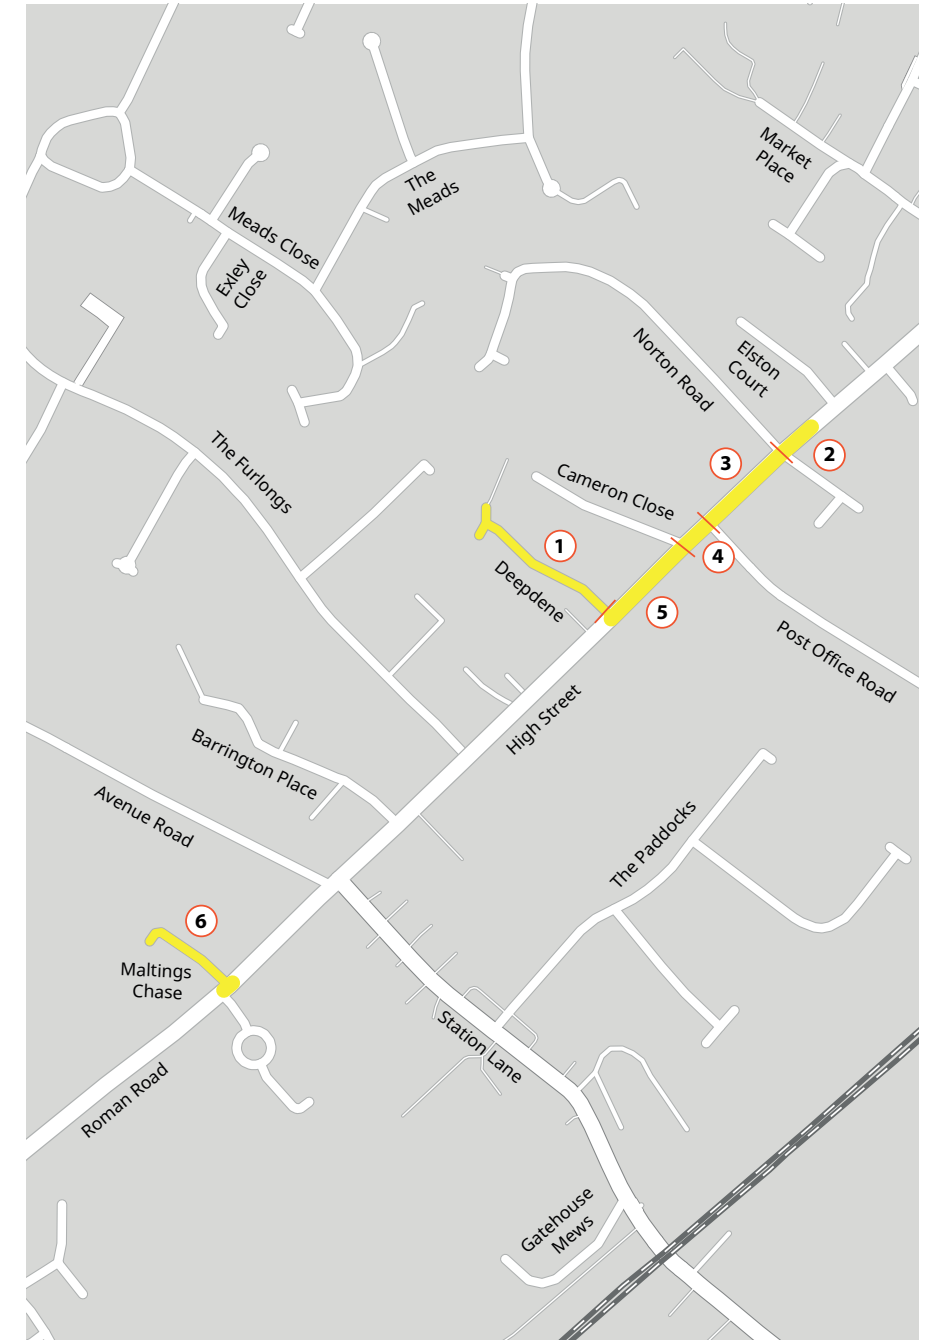 Market
Place
The
Meads
Meads Close
Exley
Close
Norton Road
Elston
Court
The Furlongs
3
2
Cameron Close
1
4
Deepdene
5
Post Office Road
High Street
Barrington Place
Avenue Road
The Paddocks
6
Maltings
Chase
Station Lane
Roman Road
Gatehouse
Mews